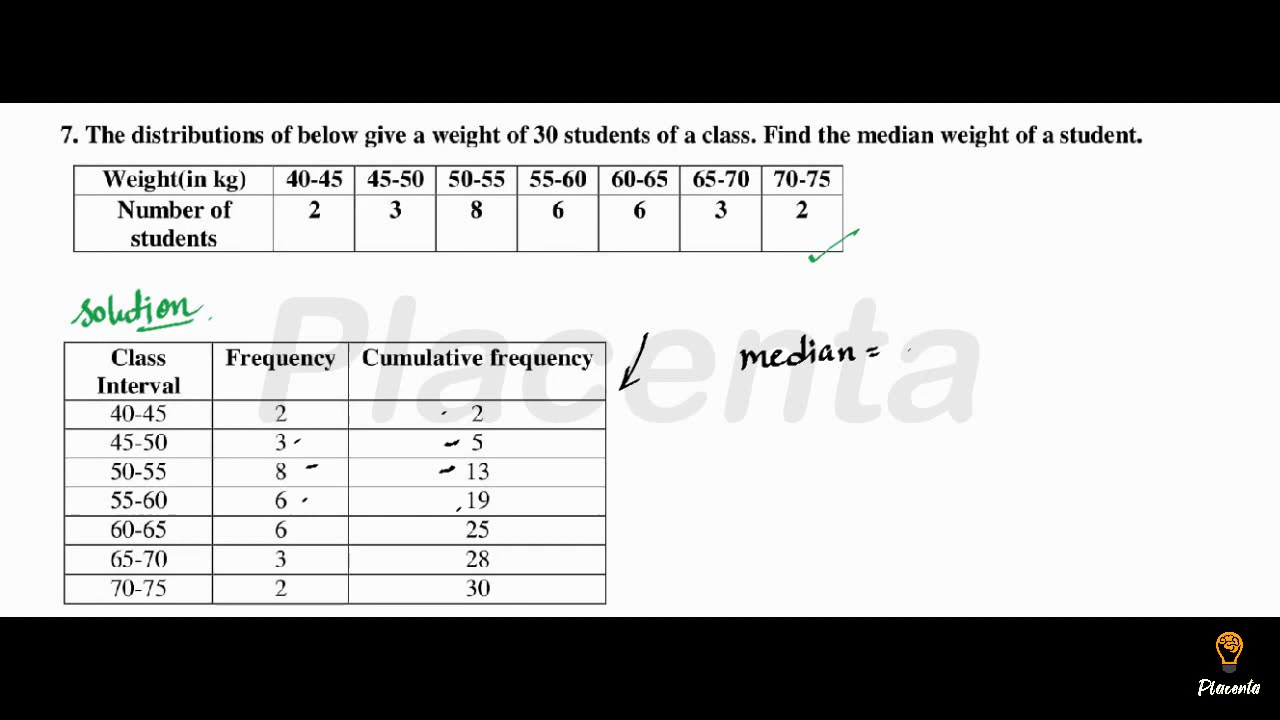 7. The distributions of below give a weight of 30 students of a class. Find the median weight of a student.
Weight(in kg) 40-45 45-50 50-55 55-60 60-65 65-70 70-75
Number of students 2 3 8 6 6 3 2
Solution.
Placenta
median =
Class Interval Frequency Cumulative frequency
40-45 2 2
45-50 3 5
50-55 8 13
55-60 6 19
60-65 6 25
65-70 3 28
70-75 2 30
Placenta